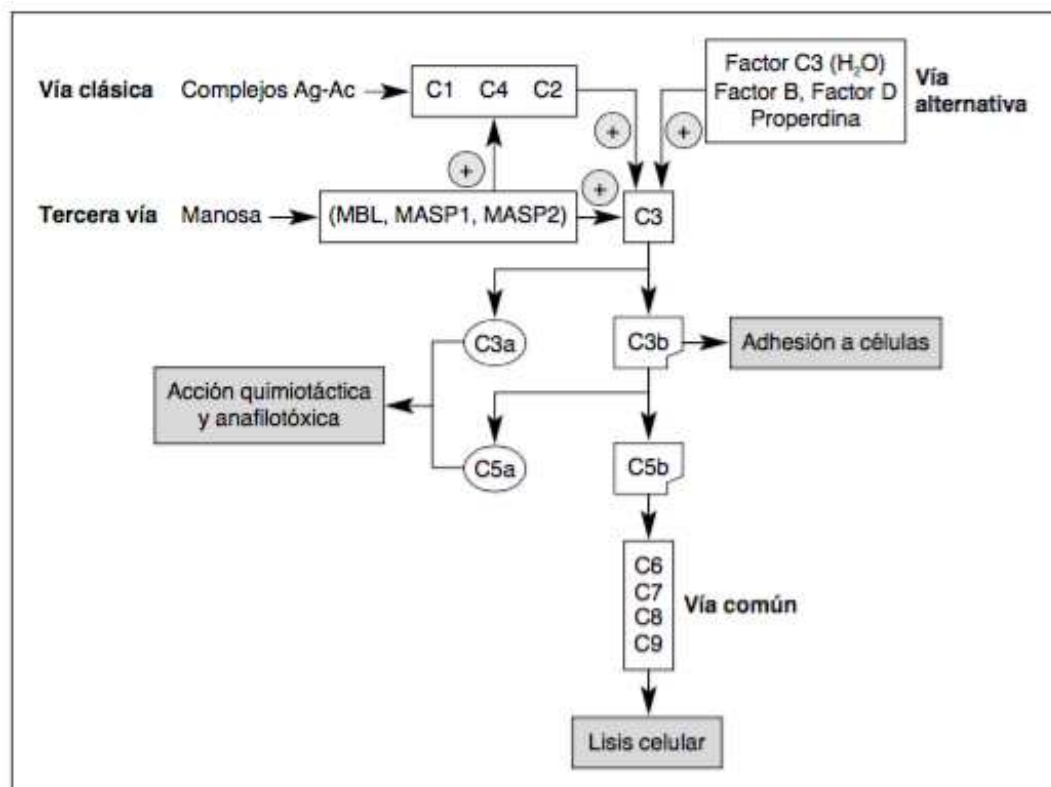 Vía clásica
Complejos Ag-Ac
C1 C4 C2
Factor C3 (H₂O)
Factor B, Factor D
Properdina
Vía
alternativa
+
+
+
+
Tercera vía
Manosa
(MBL, MASP1, MASP2)
C3
C3a
C3b
Adhesión a células
Acción quimiotáctica
y anafilotóxica
C5a
C5b
C6
C7
C8
C9
Vía común
Lisis celular